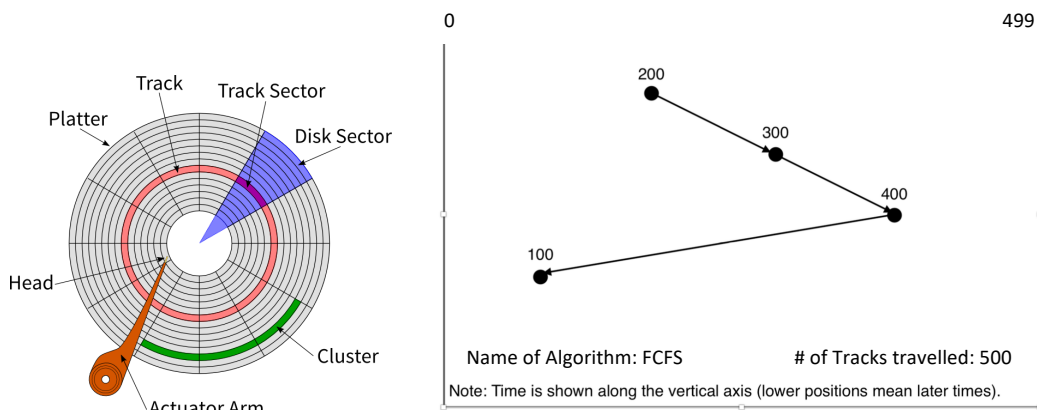 Track
Track Sector
Platter
Disk Sector
Head
Cluster
Actuator Arm
0
499
200
300
400
100
Name of Algorithm: FCFS
# of Tracks travelled: 500
Note: Time is shown along the vertical axis (lower positions mean later times).